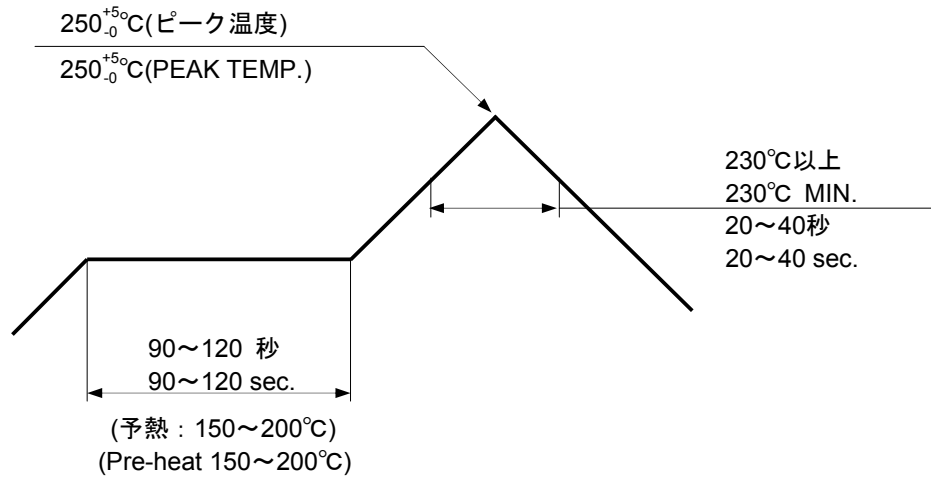 250+5-0℃(ピーク温度)
250+5-0℃(PEAK TEMP.)
230℃以上
230℃ MIN.
20～40秒
20～40 sec.
90～120 秒
90～120 sec.
(予熱：150～200℃)
(Pre-heat 150～200℃)